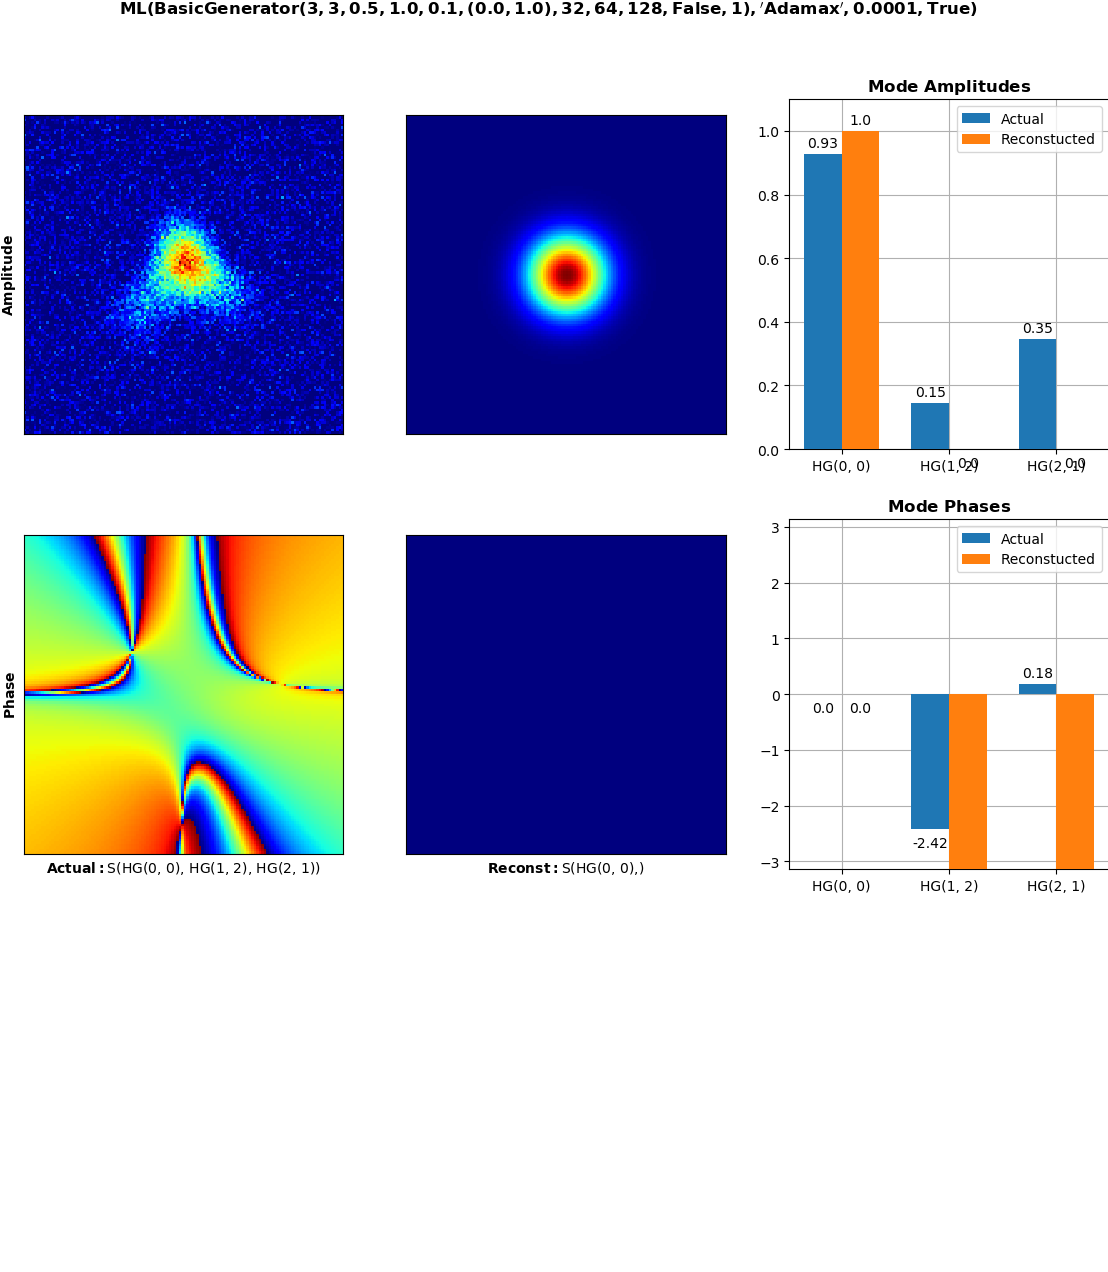 ML(BasicGenerator(3, 3, 0.5, 1.0, 0.1, (0.0, 1.0), 32, 64, 128, False, 1), ′Adamax′, 0.0001, True)
Amplitude
Mode Amplitudes
Actual
Reconstucted
1.0
0.8
0.6
0.4
0.2
0.0
0.93
1.0
0.15
0.0
0.35
0.0
HG(0, 0)
HG(1, 2)
HG(2, 1)
Phase
Actual: S(HG(0, 0), HG(1, 2), HG(2, 1))
Reconst: S(HG(0, 0),)
Mode Phases
Actual
Reconstucted
3
2
1
0
−1
−2
−3
0.0
0.0
-2.42
0.18
HG(0, 0)
HG(1, 2)
HG(2, 1)